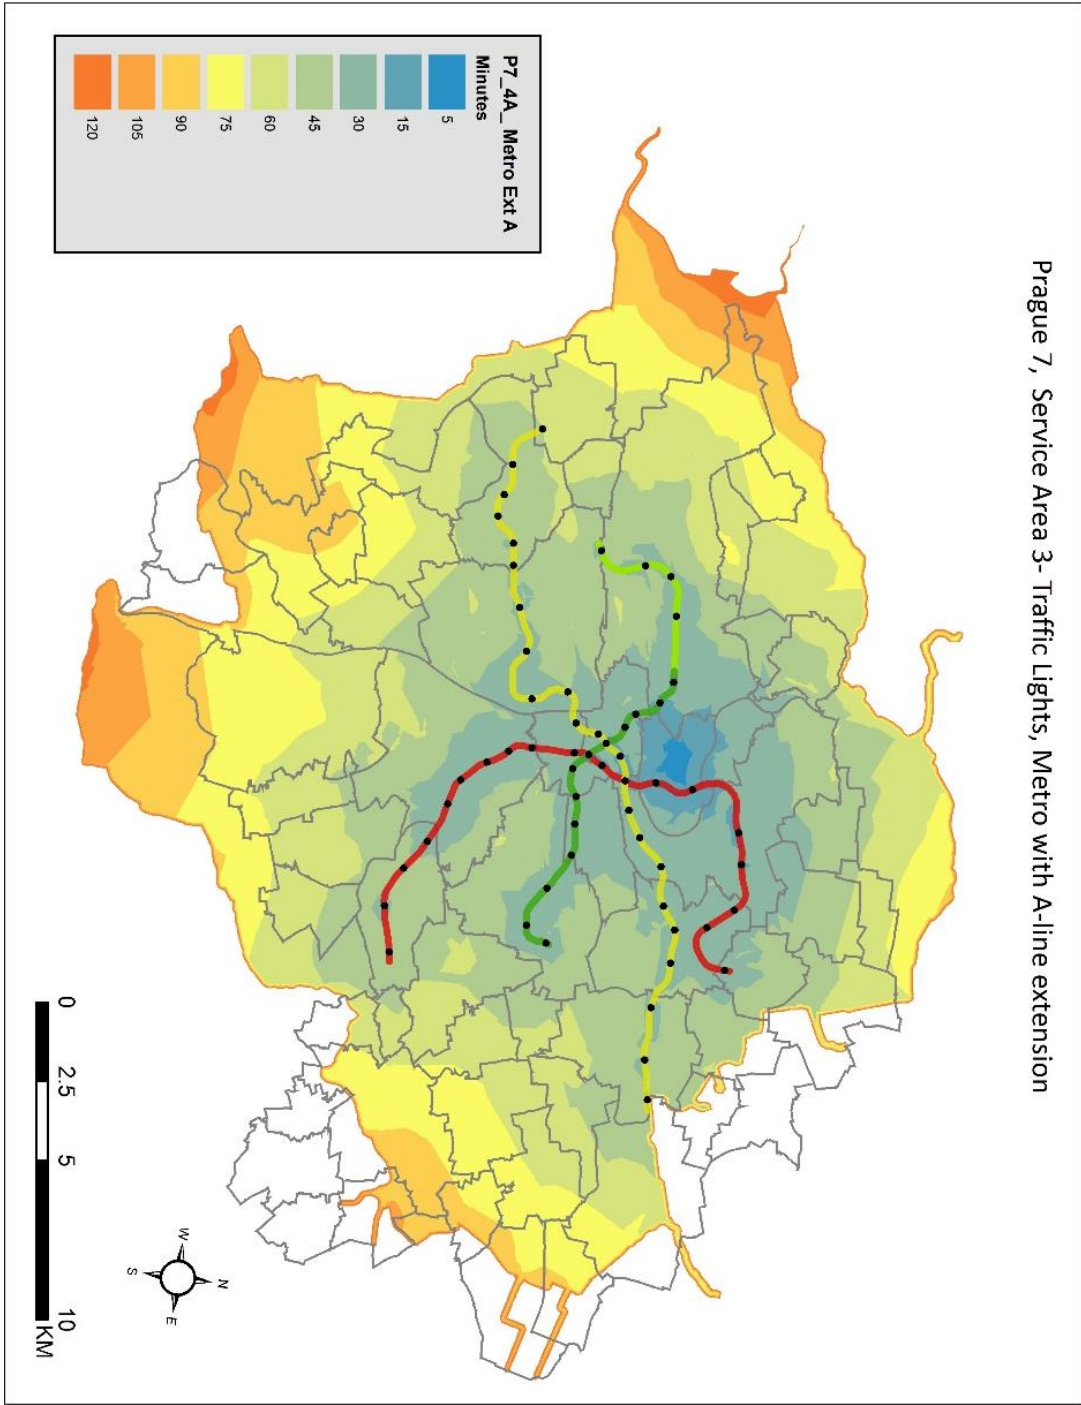 Prague 7, Service Area 3- Traffic Lights, Metro with A-line extension
P7_4A_ Metro Ext A
Minutes
5
15
30
45
60
75
90
105
120
0 2.5 5 10
KM
N
W
E
S